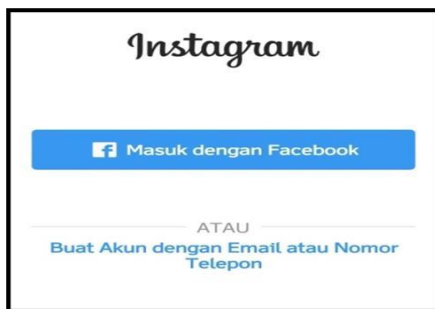 Instagram
Masuk dengan Facebook
ATAU
Buat Akun dengan Email atau Nomor
Telepon